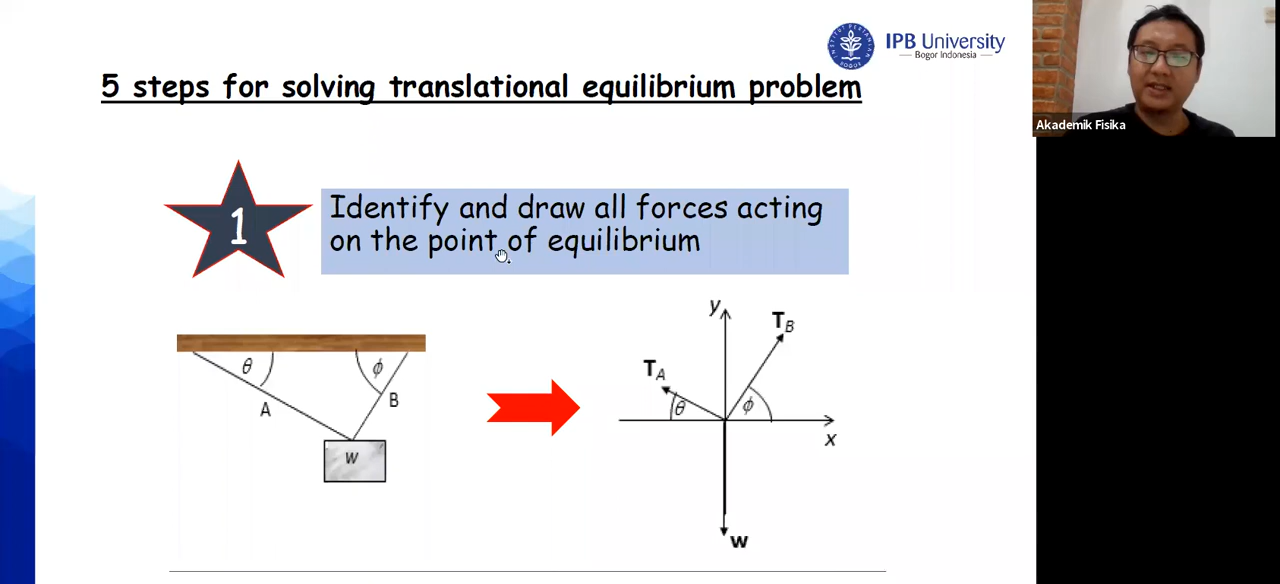 IPB University
Bogor Indonesia
5 steps for solving translational equilibrium problem
Akademik Fisika
1
Identify and draw all forces acting
on the point of equilibrium
θ
ϕ
A
B
W
y
T_B
T_A
θ
ϕ
x
w